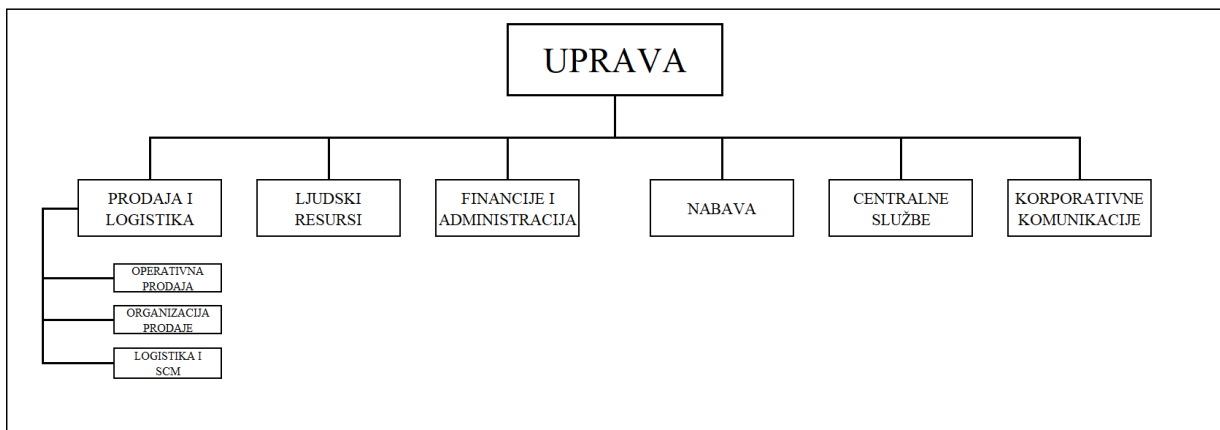 UPRAVA
PRODAJA I
LOGISTIKA
LJUDSKI
RESURSI
FINANCIJE I
ADMINISTRACIJA
NABAVA
CENTRALNE
SLUŽBE
KORPORATIVNE
KOMUNIKACIJE
OPERATIVNA
PRODAJA
ORGANIZACIJA
PRODAJE
LOGISTIKA I
SCM